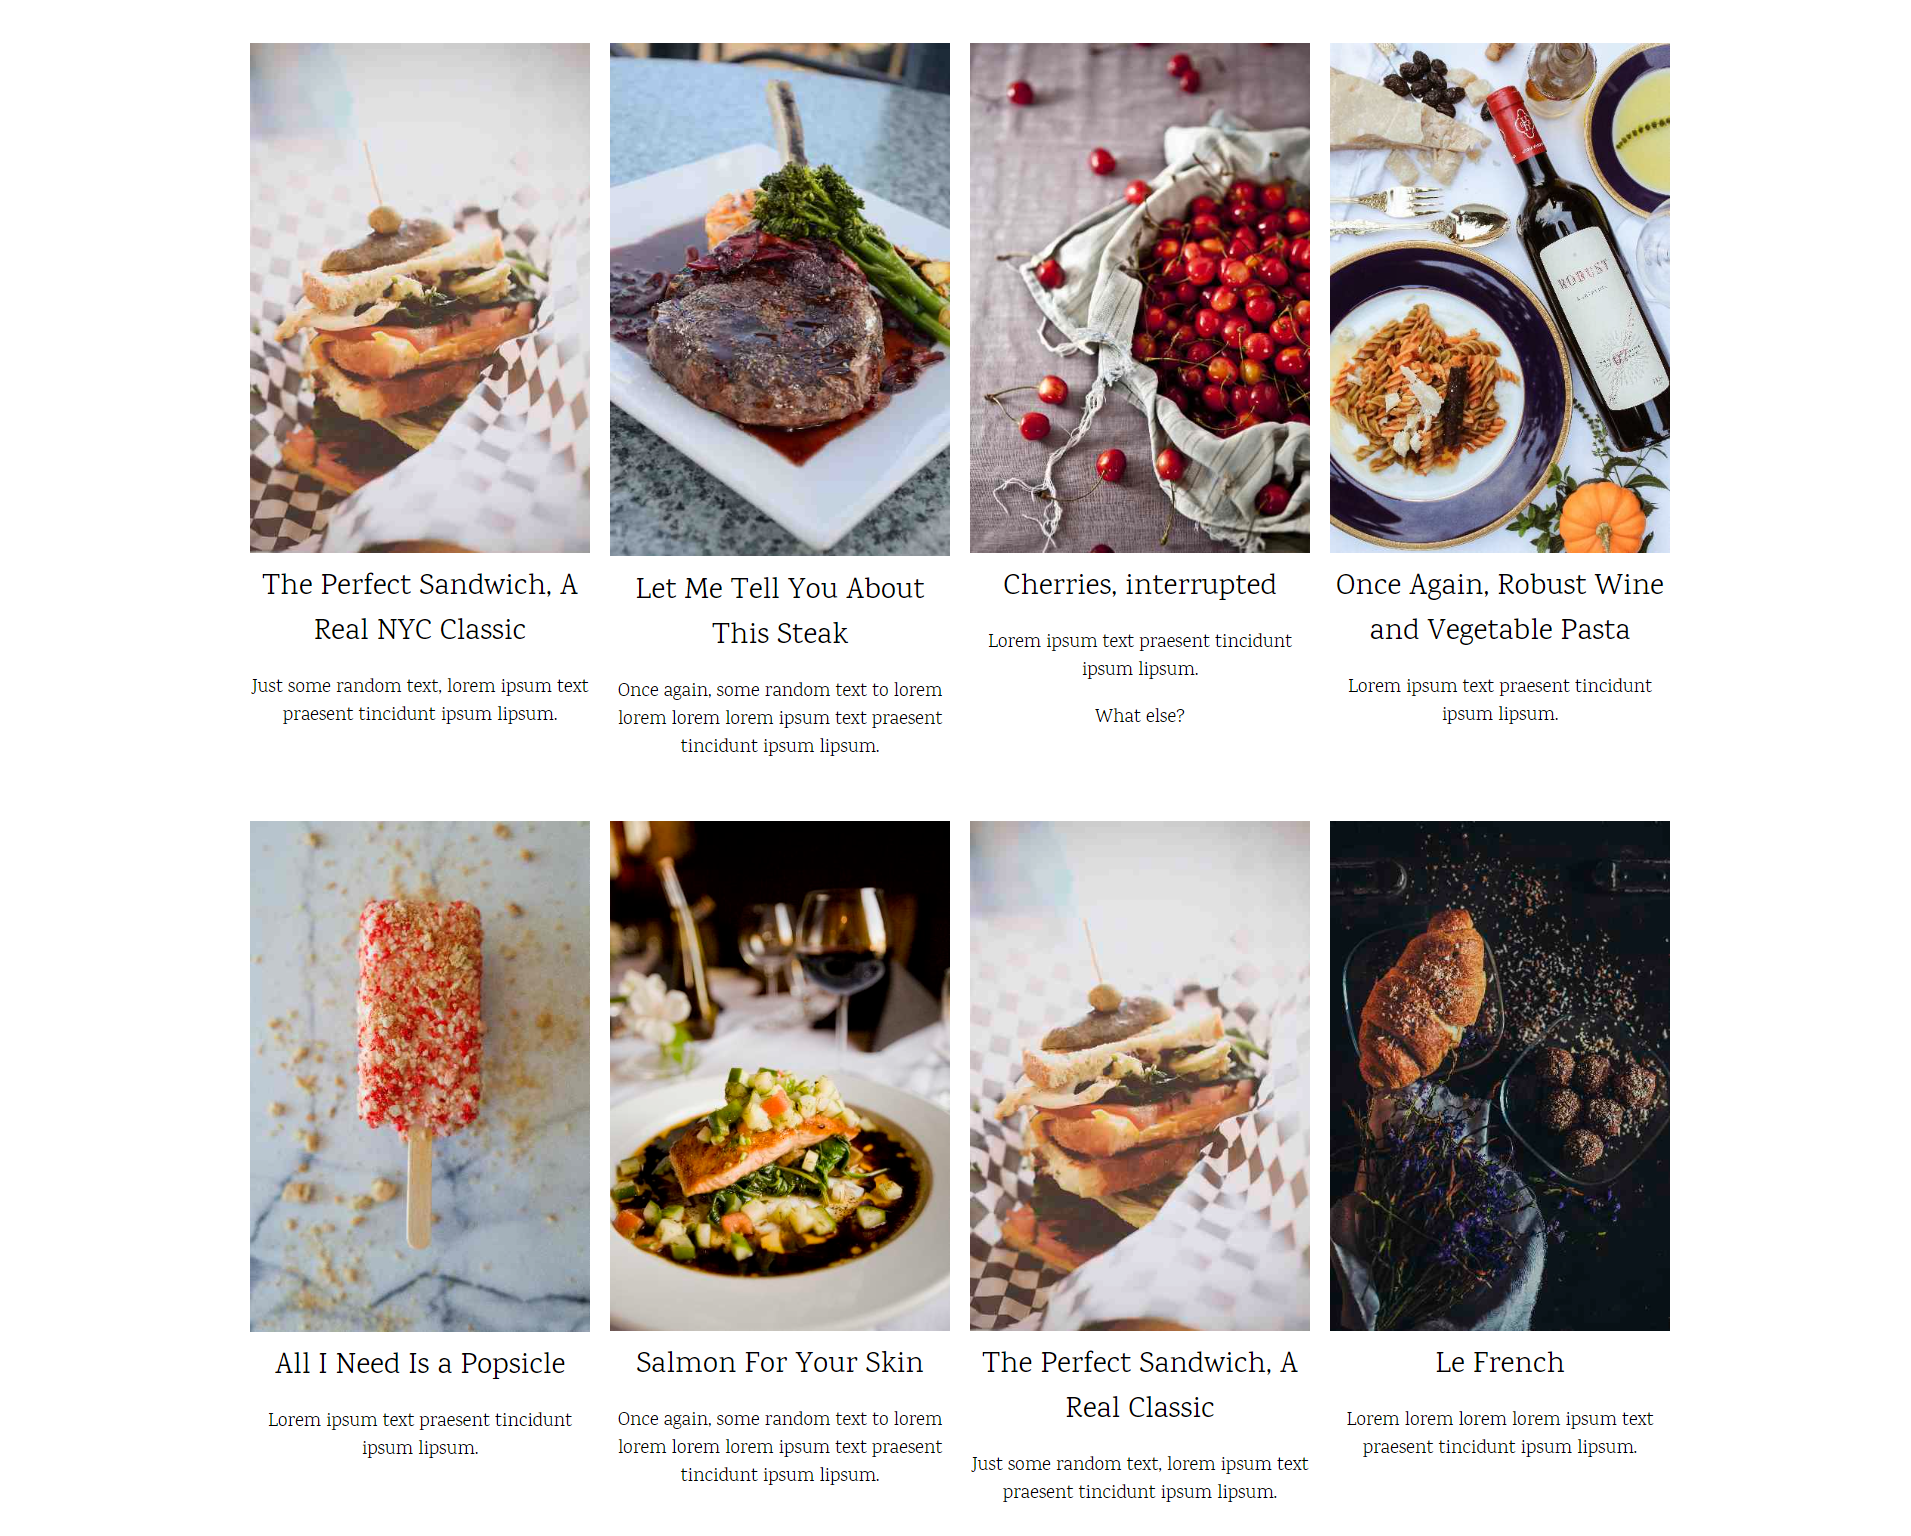 ROBUST
The Perfect Sandwich, A
Real NYC Classic
Just some random text, lorem ipsum text
praesent tincidunt ipsum lipsum.
Let Me Tell You About
This Steak
Once again, some random text to lorem
lorem lorem lorem ipsum text praesent
tincidunt ipsum lipsum.
Cherries, interrupted
Lorem ipsum text praesent tincidunt
ipsum lipsum.
What else?
Once Again, Robust Wine
and Vegetable Pasta
Lorem ipsum text praesent tincidunt
ipsum lipsum.
All I Need Is a Popsicle
Lorem ipsum text praesent tincidunt
ipsum lipsum.
Salmon For Your Skin
Once again, some random text to lorem
lorem lorem lorem ipsum text praesent
tincidunt ipsum lipsum.
The Perfect Sandwich, A
Real Classic
Just some random text, lorem ipsum text
praesent tincidunt ipsum lipsum.
Le French
Lorem lorem lorem lorem ipsum text
praesent tincidunt ipsum lipsum.